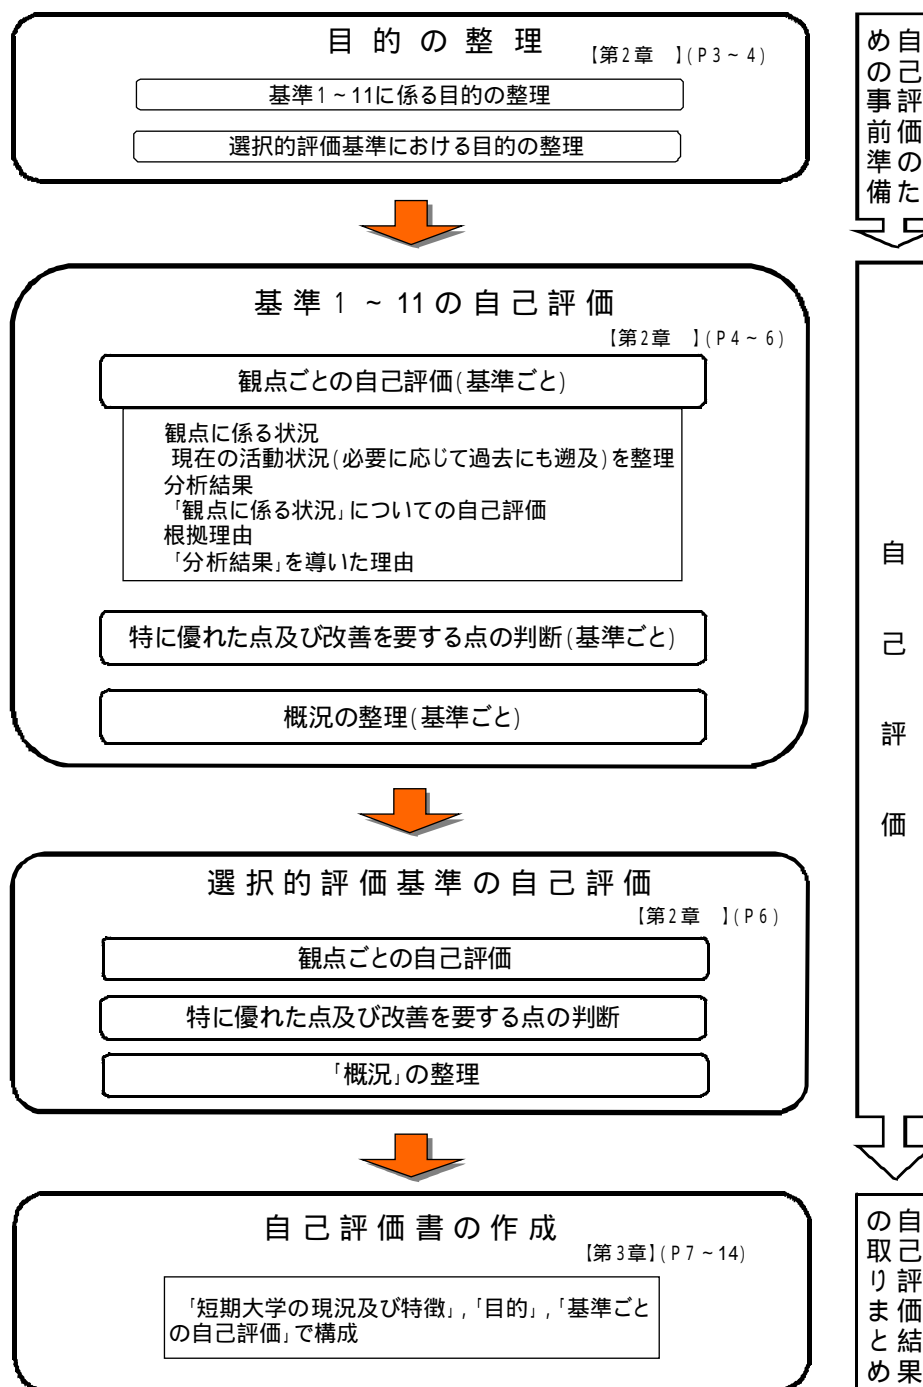 目的の整理
【第2章　】(P3~4)
基準1~11に係る目的の整理
選択的評価基準における目的の整理
基準1~11の自己評価
【第2章　】(P4~6)
観点ごとの自己評価(基準ごと)
観点に係る状況
現在の活動状況(必要に応じて過去にも遡及)を整理
分析結果
「観点に係る状況」についての自己評価
根拠理由
「分析結果」を導いた理由
特に優れた点及び改善を要する点の判断(基準ごと)
概況の整理(基準ごと)
選択的評価基準の自己評価
【第2章　】(P6)
観点ごとの自己評価
特に優れた点及び改善を要する点の判断
「概況」の整理
自己評価書の作成
【第3章】(P7~14)
「短期大学の現況及び特徴」,「目的」,「基準ごと
の自己評価」で構成
自己評価のた
めの事前準備
自己評価
自己評価結果
の取りまとめ